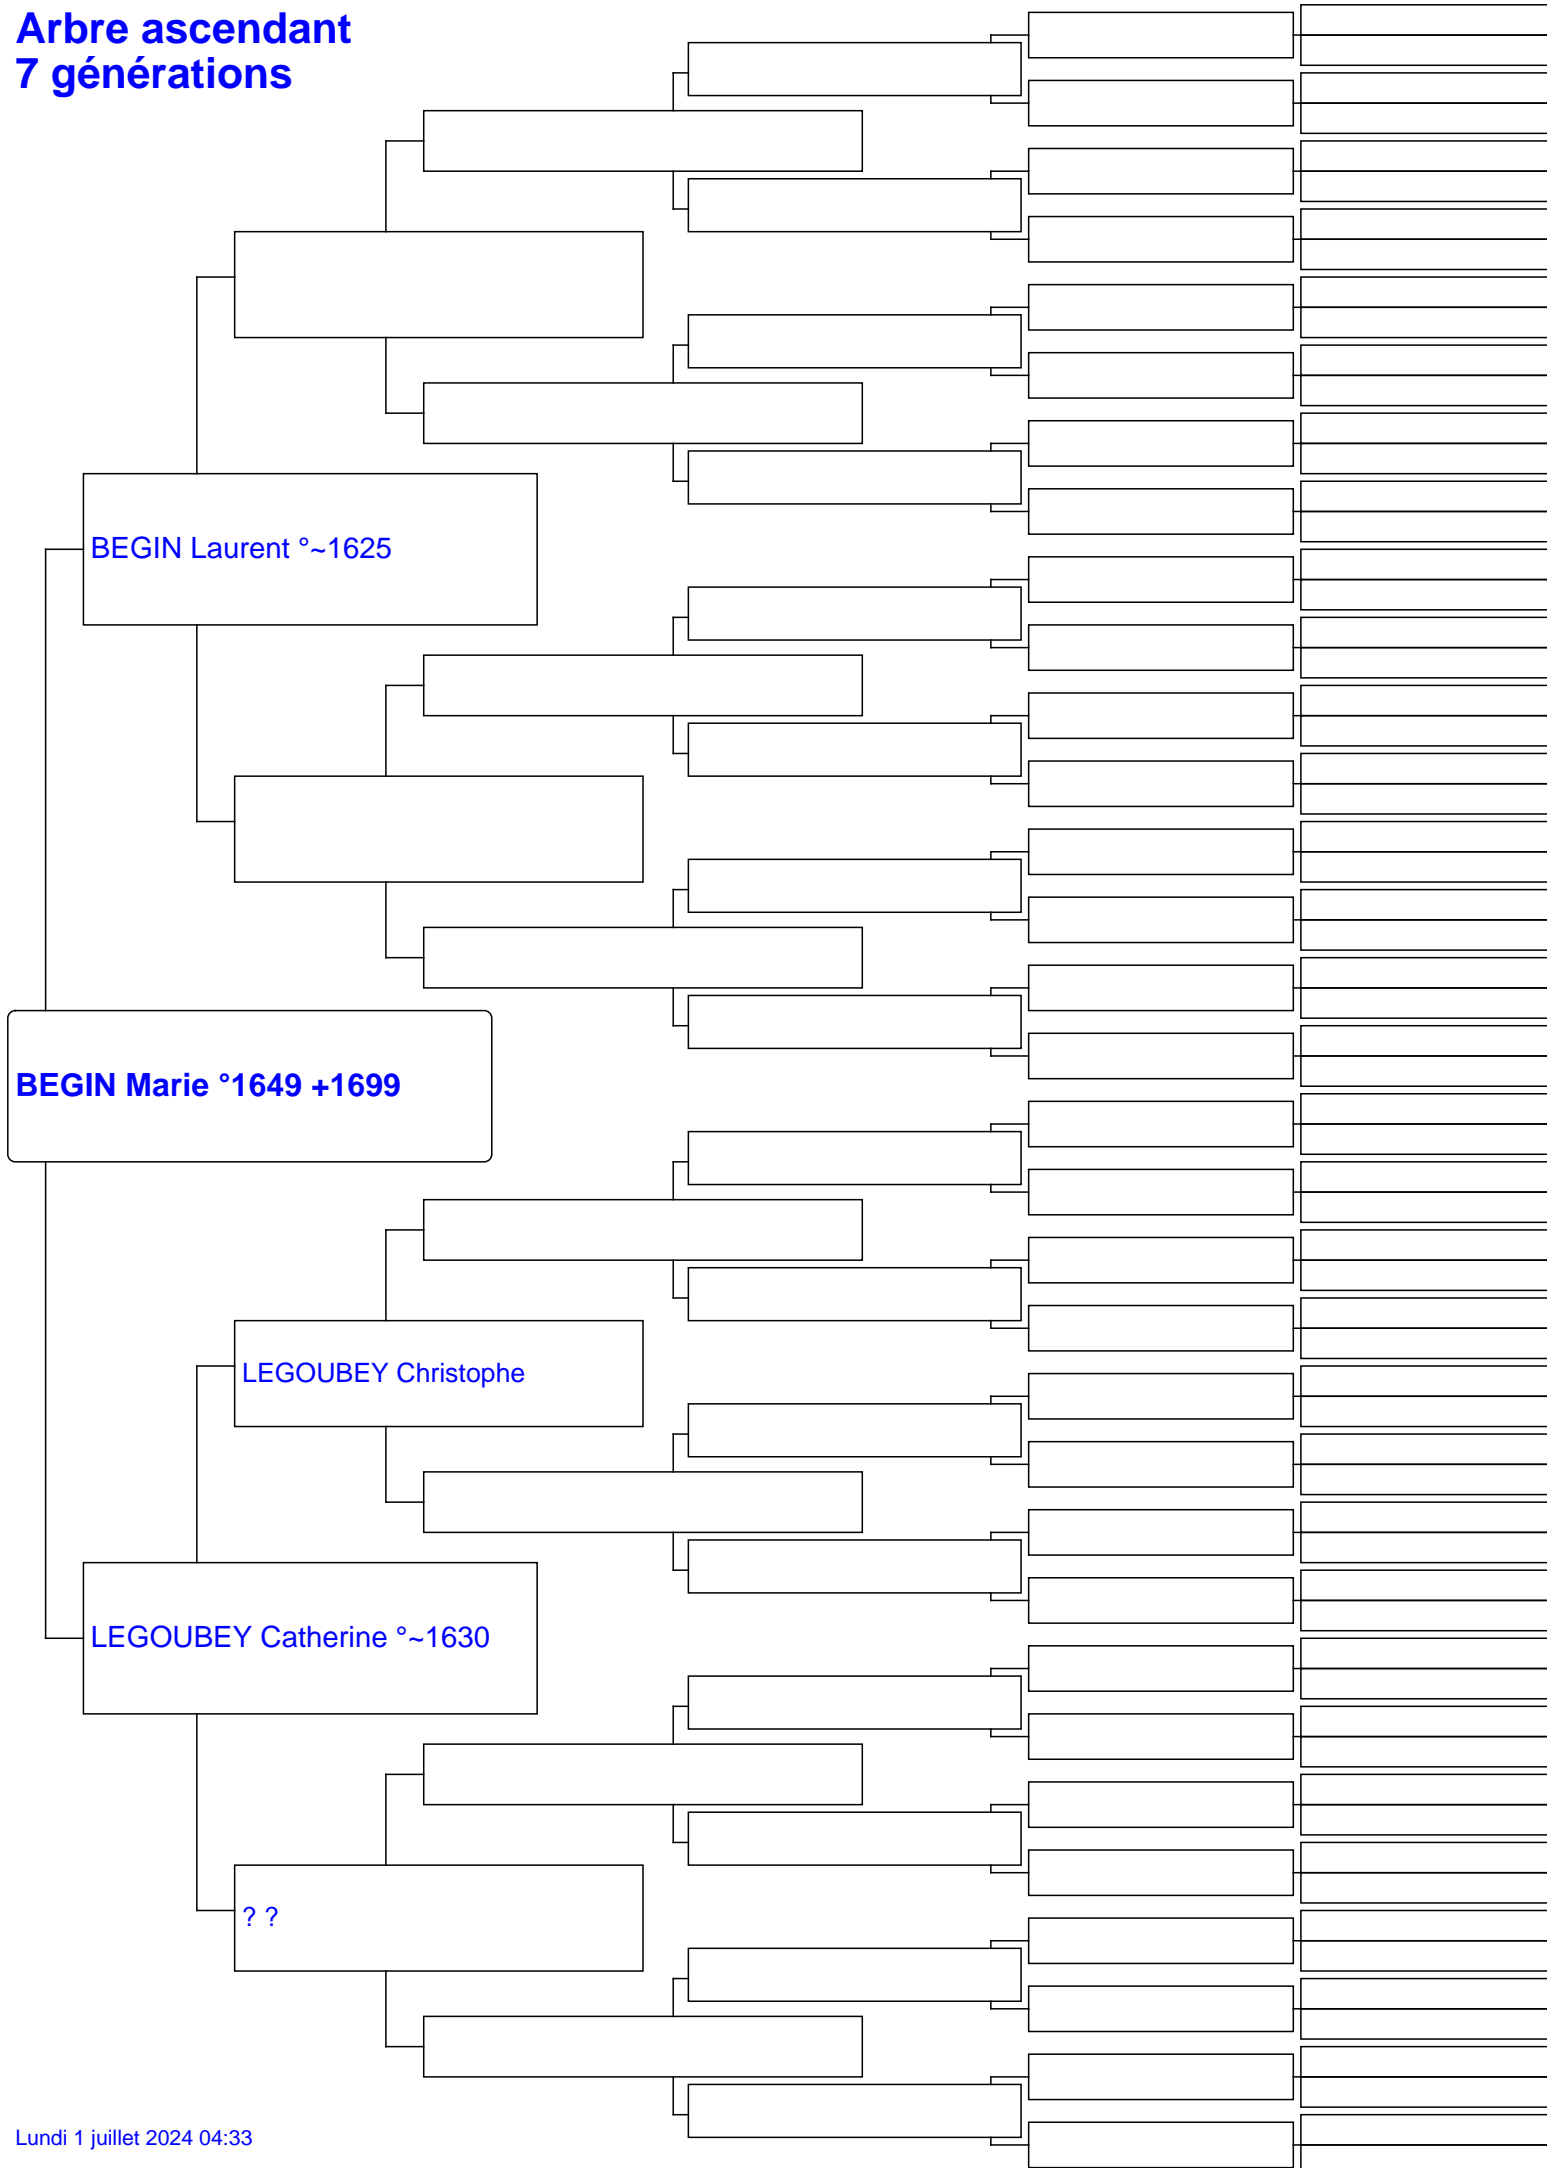 Arbre ascendant
7 générations
BEGIN Laurent °~1625
BEGIN Marie °1649 +1699
LEGOUBEY Christophe
LEGOUBEY Catherine °~1630
? ?
Lundi 1 juillet 2024 04:33